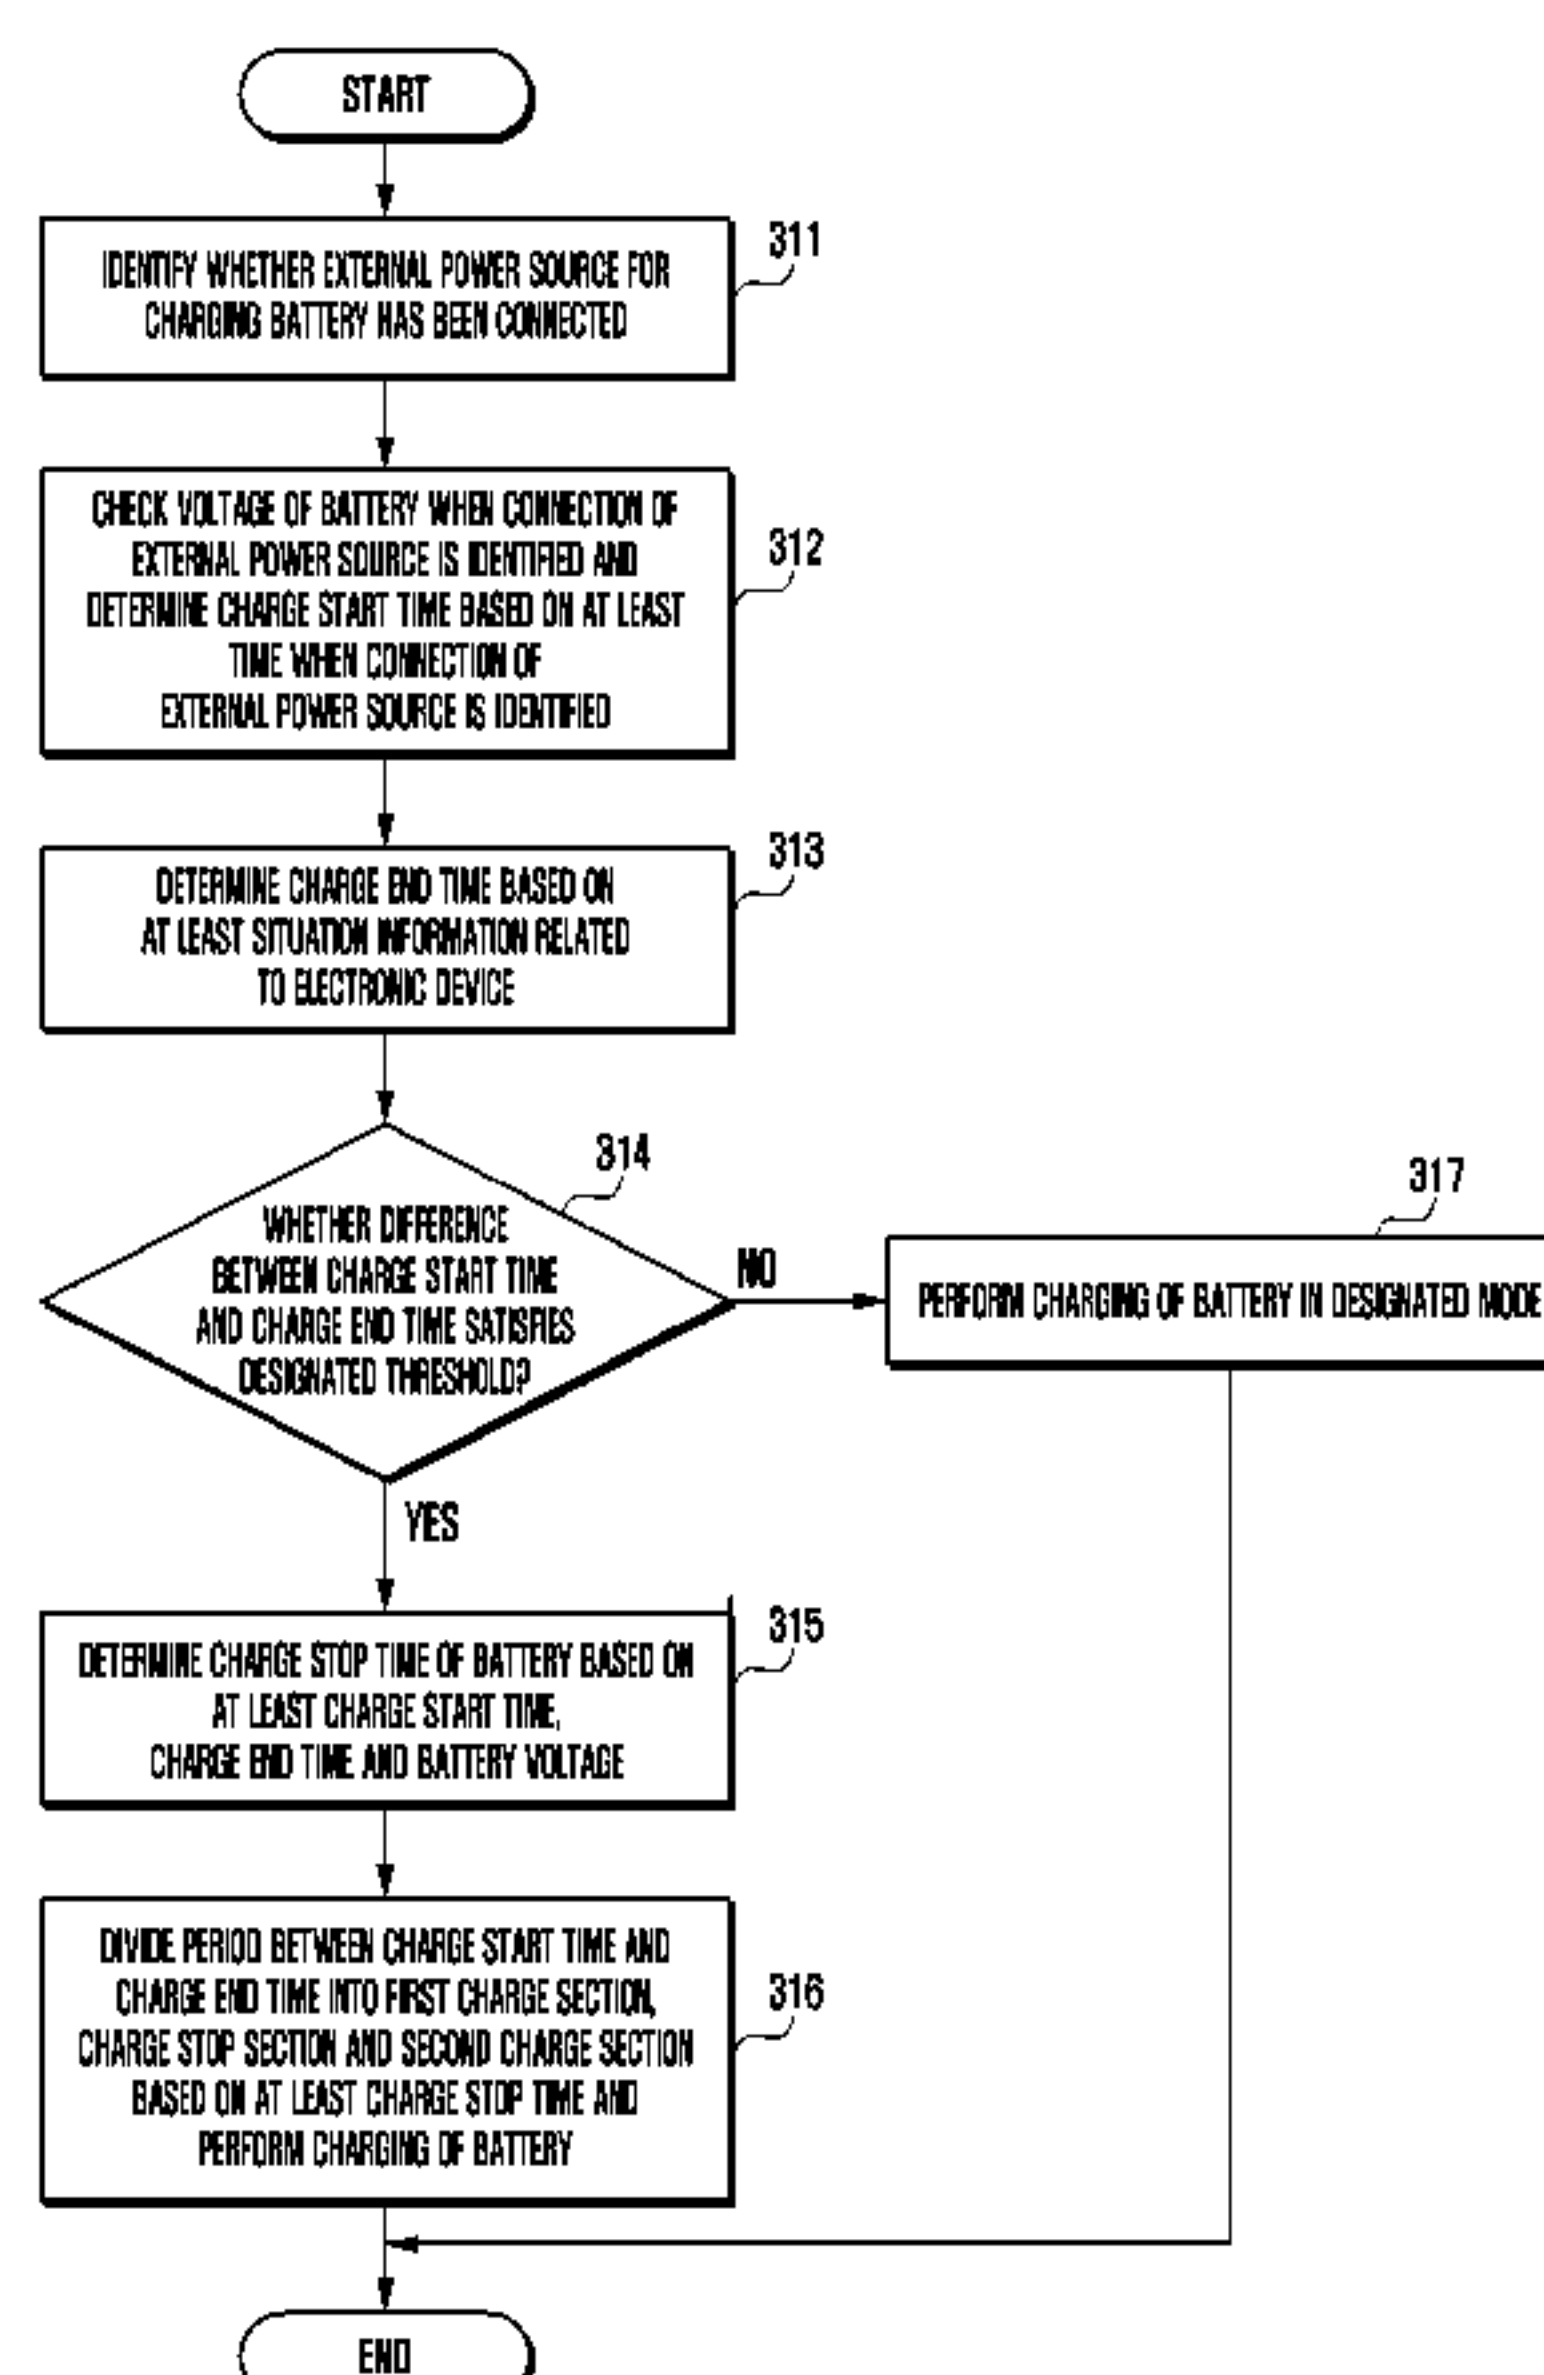 START
311
IDENTIFY WHETHER EXTERNAL POWER SOURCE FOR
CHARGING BATTERY HAS BEEN CONNECTED
312
CHECK VOLTAGE OF BATTERY WHEN CONNECTION OF
EXTERNAL POWER SOURCE IS IDENTIFIED AND
DETERMINE CHARGE START TIME BASED ON AT LEAST
TIME WHEN CONNECTION OF
EXTERNAL POWER SOURCE IS IDENTIFIED
313
DETERMINE CHARGE END TIME BASED ON
AT LEAST SITUATION INFORMATION RELATED
TO ELECTRONIC DEVICE
314
WHETHER DIFFERENCE
BETWEEN CHARGE START TIME
AND CHARGE END TIME SATISFIES
DESIGNATED THRESHOLD?
NO
317
PERFORM CHARGING OF BATTERY IN DESIGNATED MODE
YES
315
DETERMINE CHARGE STOP TIME OF BATTERY BASED ON
AT LEAST CHARGE START TIME,
CHARGE END TIME AND BATTERY VOLTAGE
316
DIVIDE PERIOD BETWEEN CHARGE START TIME AND
CHARGE END TIME INTO FIRST CHARGE SECTION,
CHARGE STOP SECTION AND SECOND CHARGE SECTION
BASED ON AT LEAST CHARGE STOP TIME AND
PERFORM CHARGING OF BATTERY
END